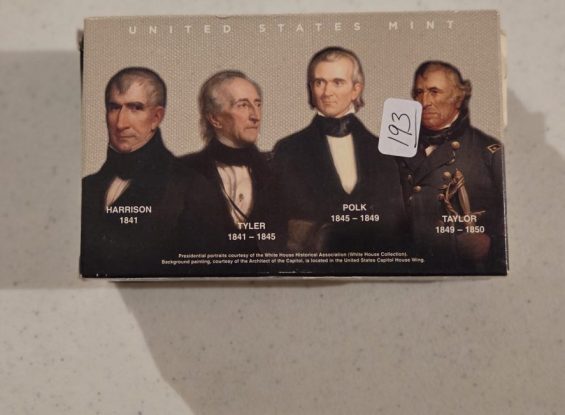 UNITED STATES MINT
193
HARRISON
1841
TYLER
1841 – 1845
POLK
1845 – 1849
TAYLOR
1849 – 1850
Presidential portraits courtesy of the White House Historical Association (White House Collection).
Background painting, courtesy of the Architect of the Capitol, is located in the United States Capitol House Wing.